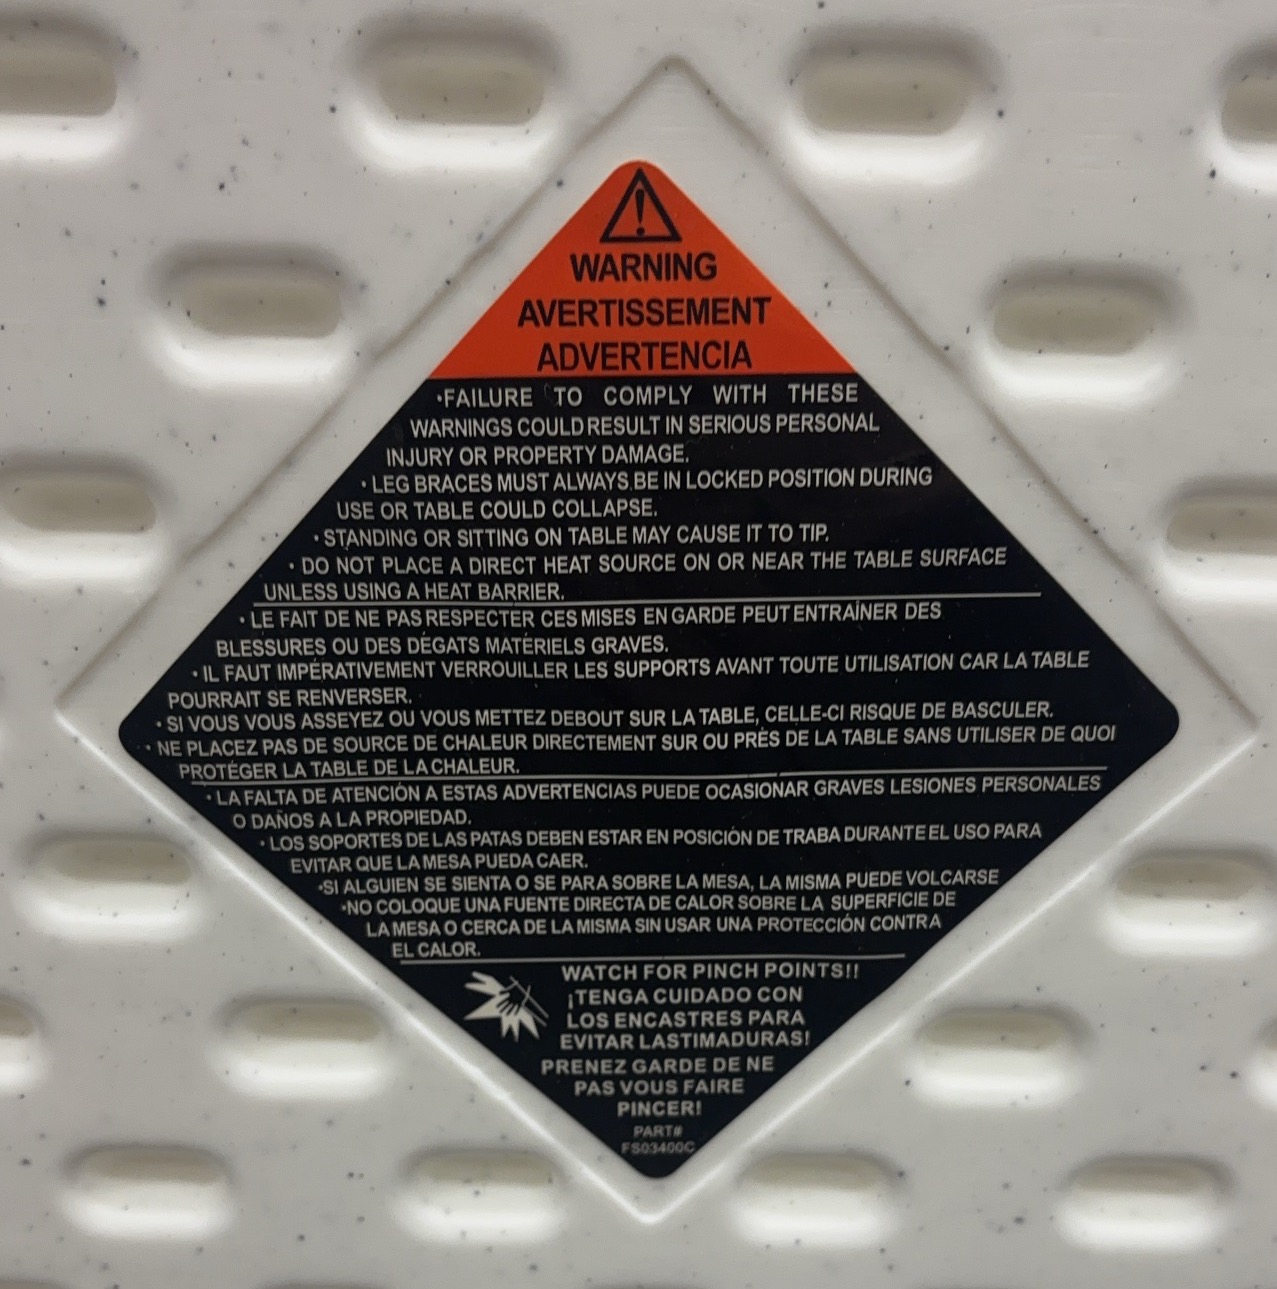 WARNING
AVERTISSEMENT
ADVERTENCIA
•FAILURE TO COMPLY WITH THESE
WARNINGS COULD RESULT IN SERIOUS PERSONAL
INJURY OR PROPERTY DAMAGE.
• LEG BRACES MUST ALWAYS BE IN LOCKED POSITION DURING
USE OR TABLE COULD COLLAPSE.
• STANDING OR SITTING ON TABLE MAY CAUSE IT TO TIP.
• DO NOT PLACE A DIRECT HEAT SOURCE ON OR NEAR THE TABLE SURFACE
UNLESS USING A HEAT BARRIER.
• LE FAIT DE NE PAS RESPECTER CES MISES EN GARDE PEUT ENTRAÎNER DES
BLESSURES OU DES DÉGATS MATÉRIELS GRAVES.
• IL FAUT IMPÉRATIVEMENT VERROUILLER LES SUPPORTS AVANT TOUTE UTILISATION CAR LA TABLE
POURRAIT SE RENVERSER.
• SI VOUS VOUS ASSEYEZ OU VOUS METTEZ DEBOUT SUR LA TABLE, CELLE-CI RISQUE DE BASCULER.
• NE PLACEZ PAS DE SOURCE DE CHALEUR DIRECTEMENT SUR OU PRÈS DE LA TABLE SANS UTILISER DE QUOI
PROTÉGER LA TABLE DE LA CHALEUR.
• LA FALTA DE ATENCIÓN A ESTAS ADVERTENCIAS PUEDE OCASIONAR GRAVES LESIONES PERSONALES
O DAÑOS A LA PROPIEDAD.
• LOS SOPORTES DE LAS PATAS DEBEN ESTAR EN POSICIÓN DE TRABA DURANTE EL USO PARA
EVITAR QUE LA MESA PUEDA CAER.
•SI ALGUIEN SE SIENTA O SE PARA SOBRE LA MESA, LA MISMA PUEDE VOLCARSE
•NO COLOQUE UNA FUENTE DIRECTA DE CALOR SOBRE LA SUPERFICIE DE
LA MESA O CERCA DE LA MISMA SIN USAR UNA PROTECCIÓN CONTRA
EL CALOR.
WATCH FOR PINCH POINTS!!
¡TENGA CUIDADO CON
LOS ENCASTRES PARA
EVITAR LASTIMADURAS!
PRENEZ GARDE DE NE
PAS VOUS FAIRE
PINCER!
PART#
FS03400C